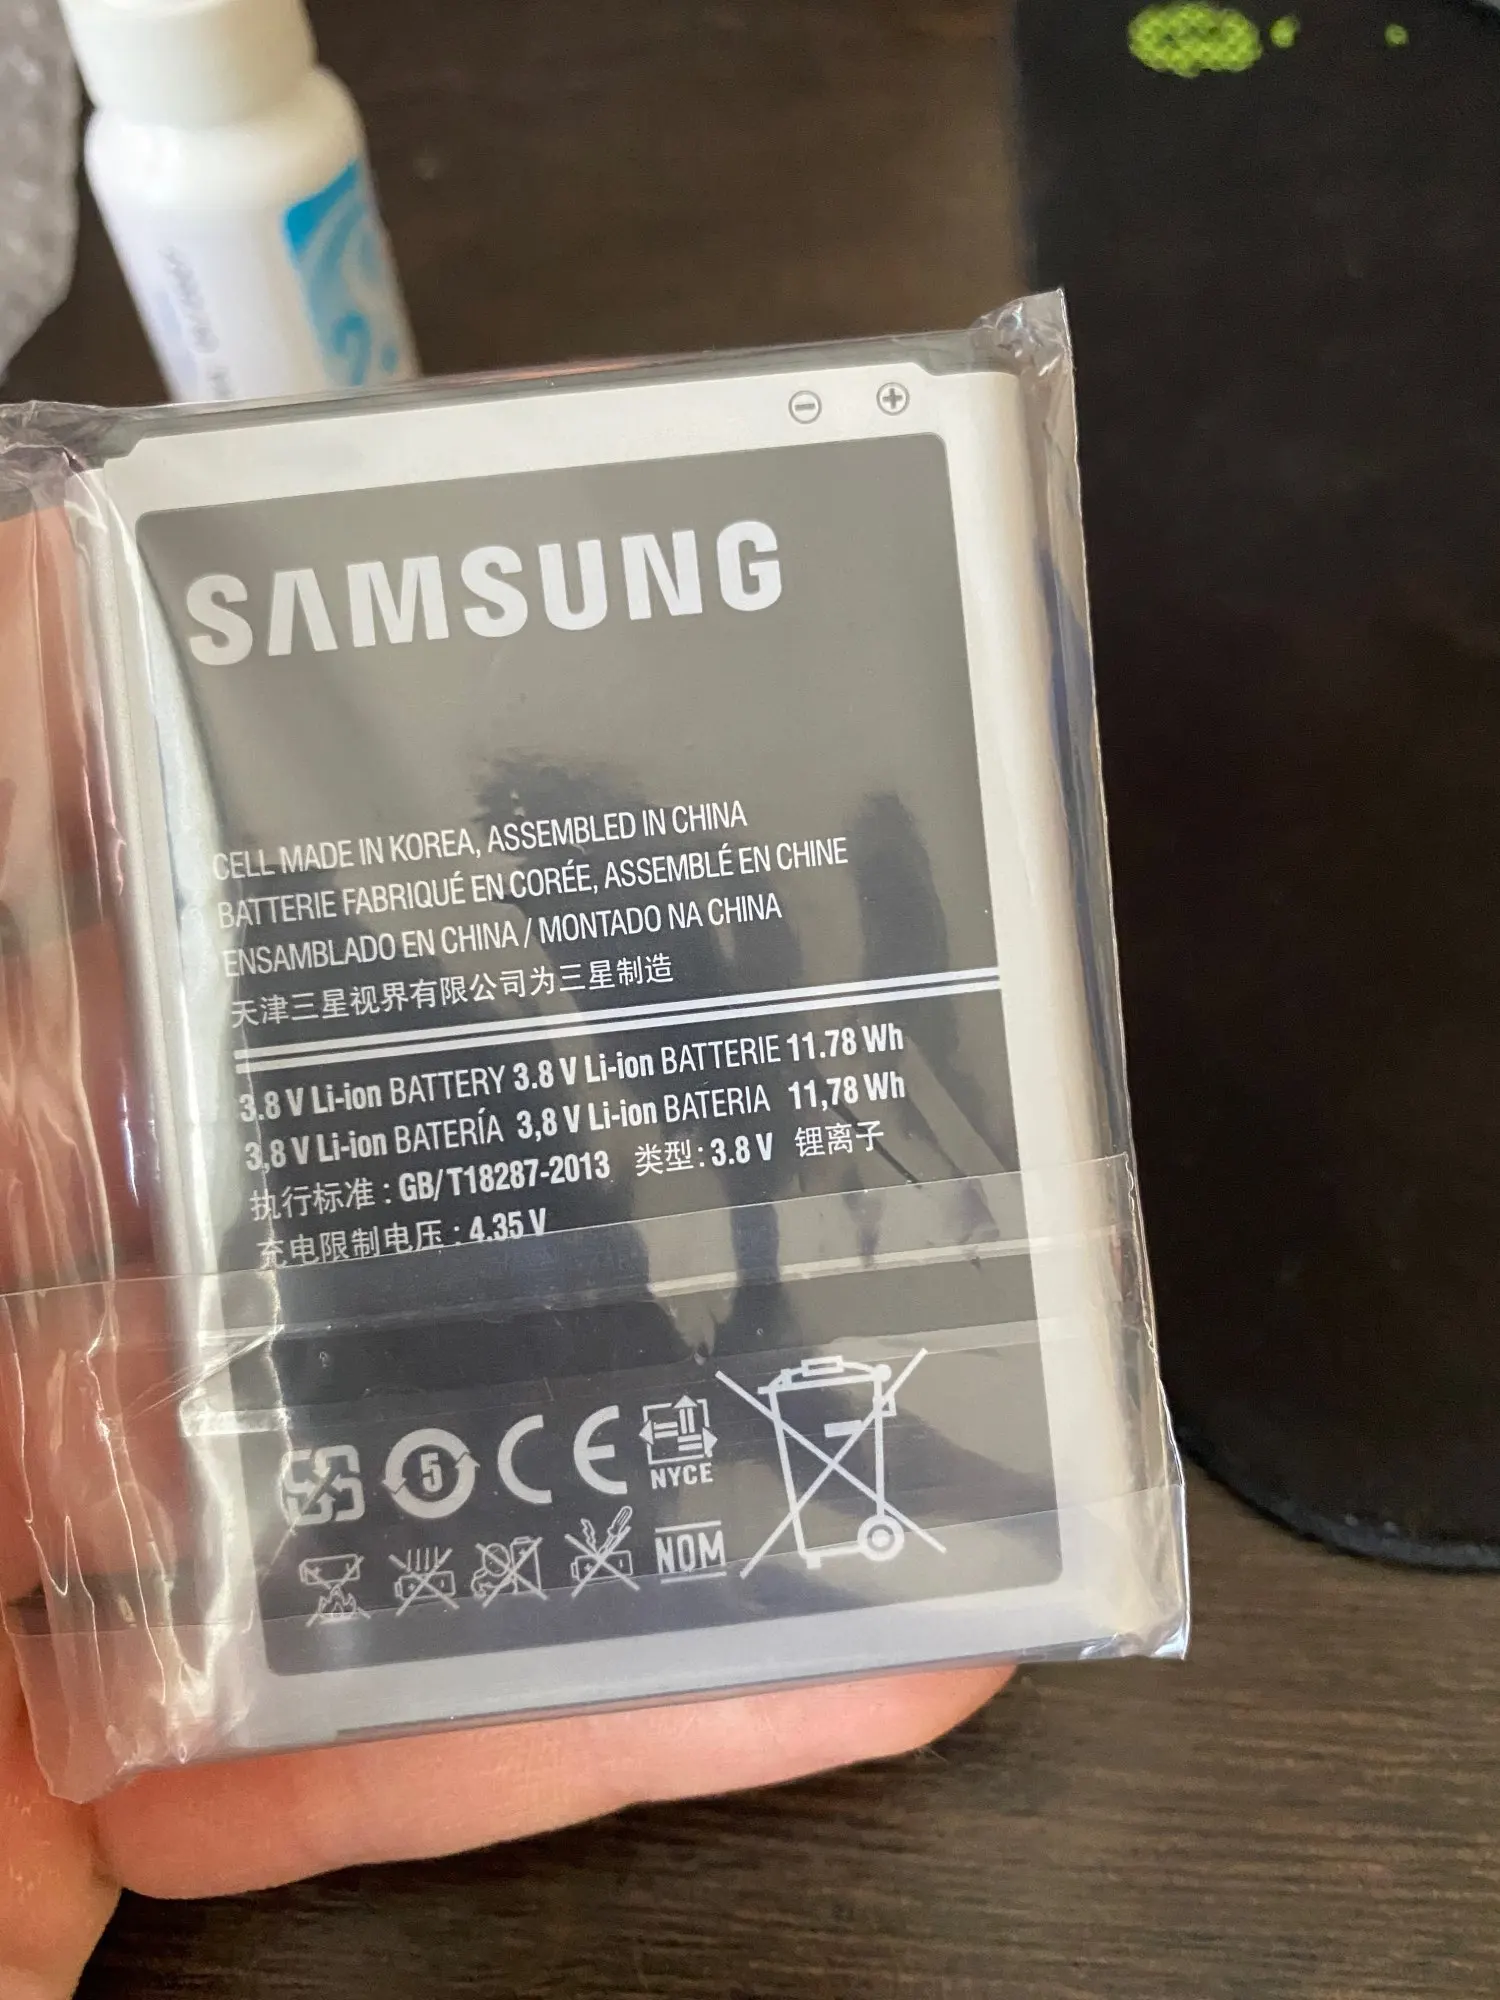 SAMSUNG
CELL MADE IN KOREA, ASSEMBLED IN CHINA
BATTERIE FABRIQUÉ EN CORÉE, ASSEMBLÉ EN CHINE
ENSAMBLADO EN CHINA / MONTADO NA CHINA
天津三星视界有限公司为三星制造
3.8 V Li-ion BATTERY 3.8 V Li-ion BATTERIE 11.78 Wh
3,8 V Li-ion BATERÍA 3,8 V Li-ion BATERIA 11,78 Wh
执行标准 : GB/T18287-2013 类型: 3.8 V 锂离子
充电限制电压 : 4.35 V
5 CE NYCE
NOM